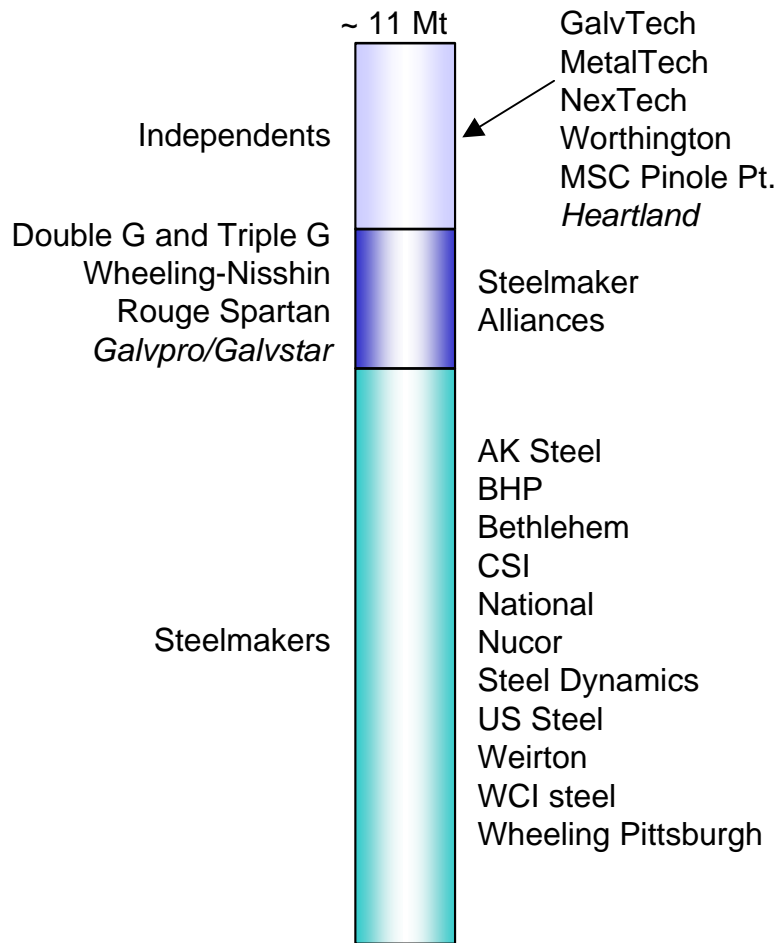 ~ 11 Mt
GalvTech
MetalTech
NexTech
Worthington
MSC Pinole Pt.
Heartland
Independents
Double G and Triple G
Wheeling-Nisshin
Rouge Spartan
Galvpro/Galvstar
Steelmaker
Alliances
Steelmakers
AK Steel
BHP
Bethlehem
CSI
National
Nucor
Steel Dynamics
US Steel
Weirton
WCI steel
Wheeling Pittsburgh